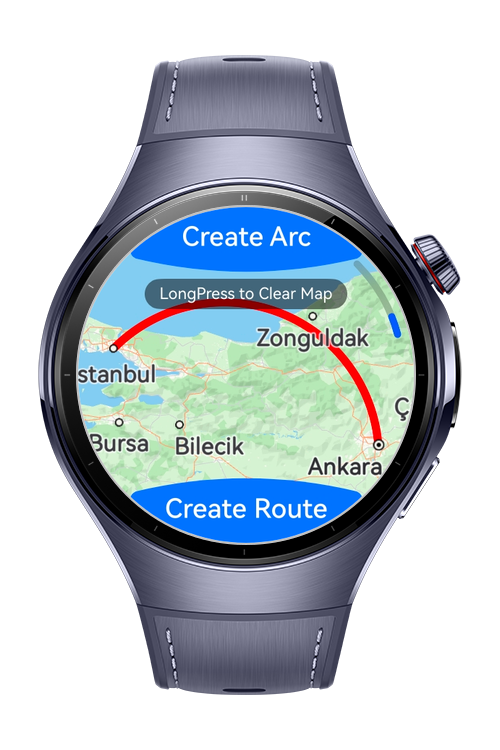 Create Arc
LongPress to Clear Map
Zonguldak
stanbul
Ç
Bursa
Bilecik
Ankara
Create Route